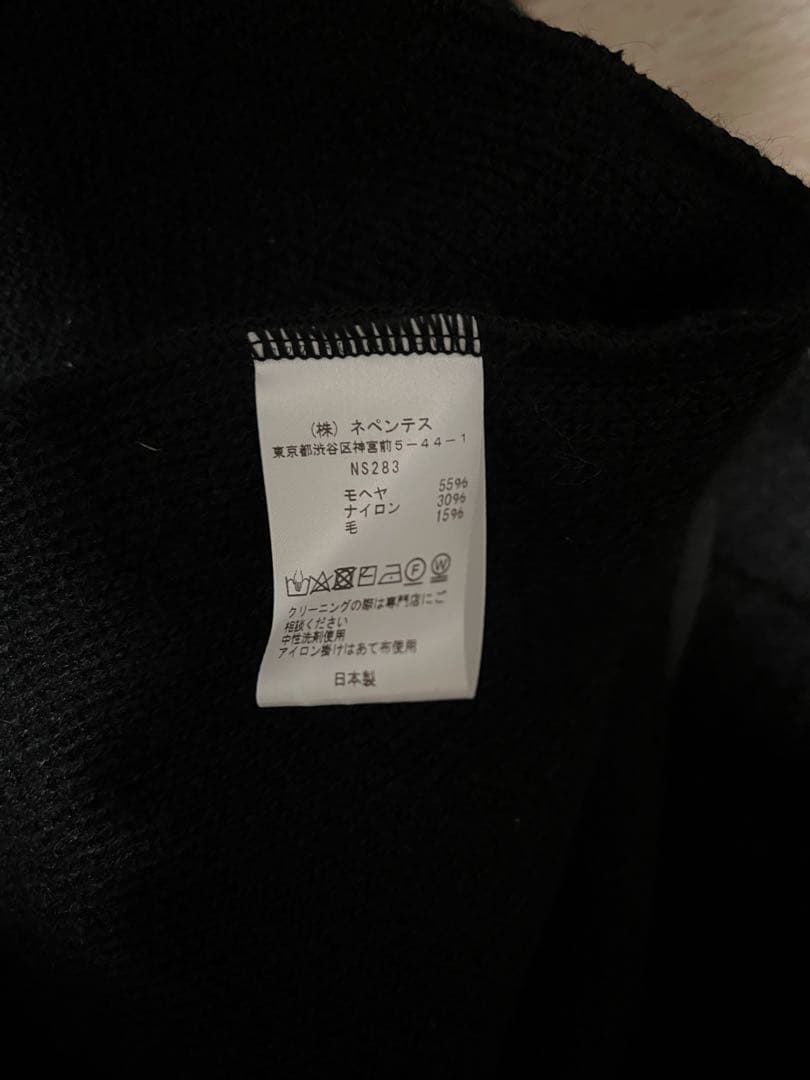 (株)ネペンテス
東京都渋谷区神宮前5-44-1
NS283
モヘヤ 55%
ナイロン 30%
毛 15%
F W
クリーニングの際は専門店にご
相談ください
中性洗剤使用
アイロン掛けはあて布使用
日本製